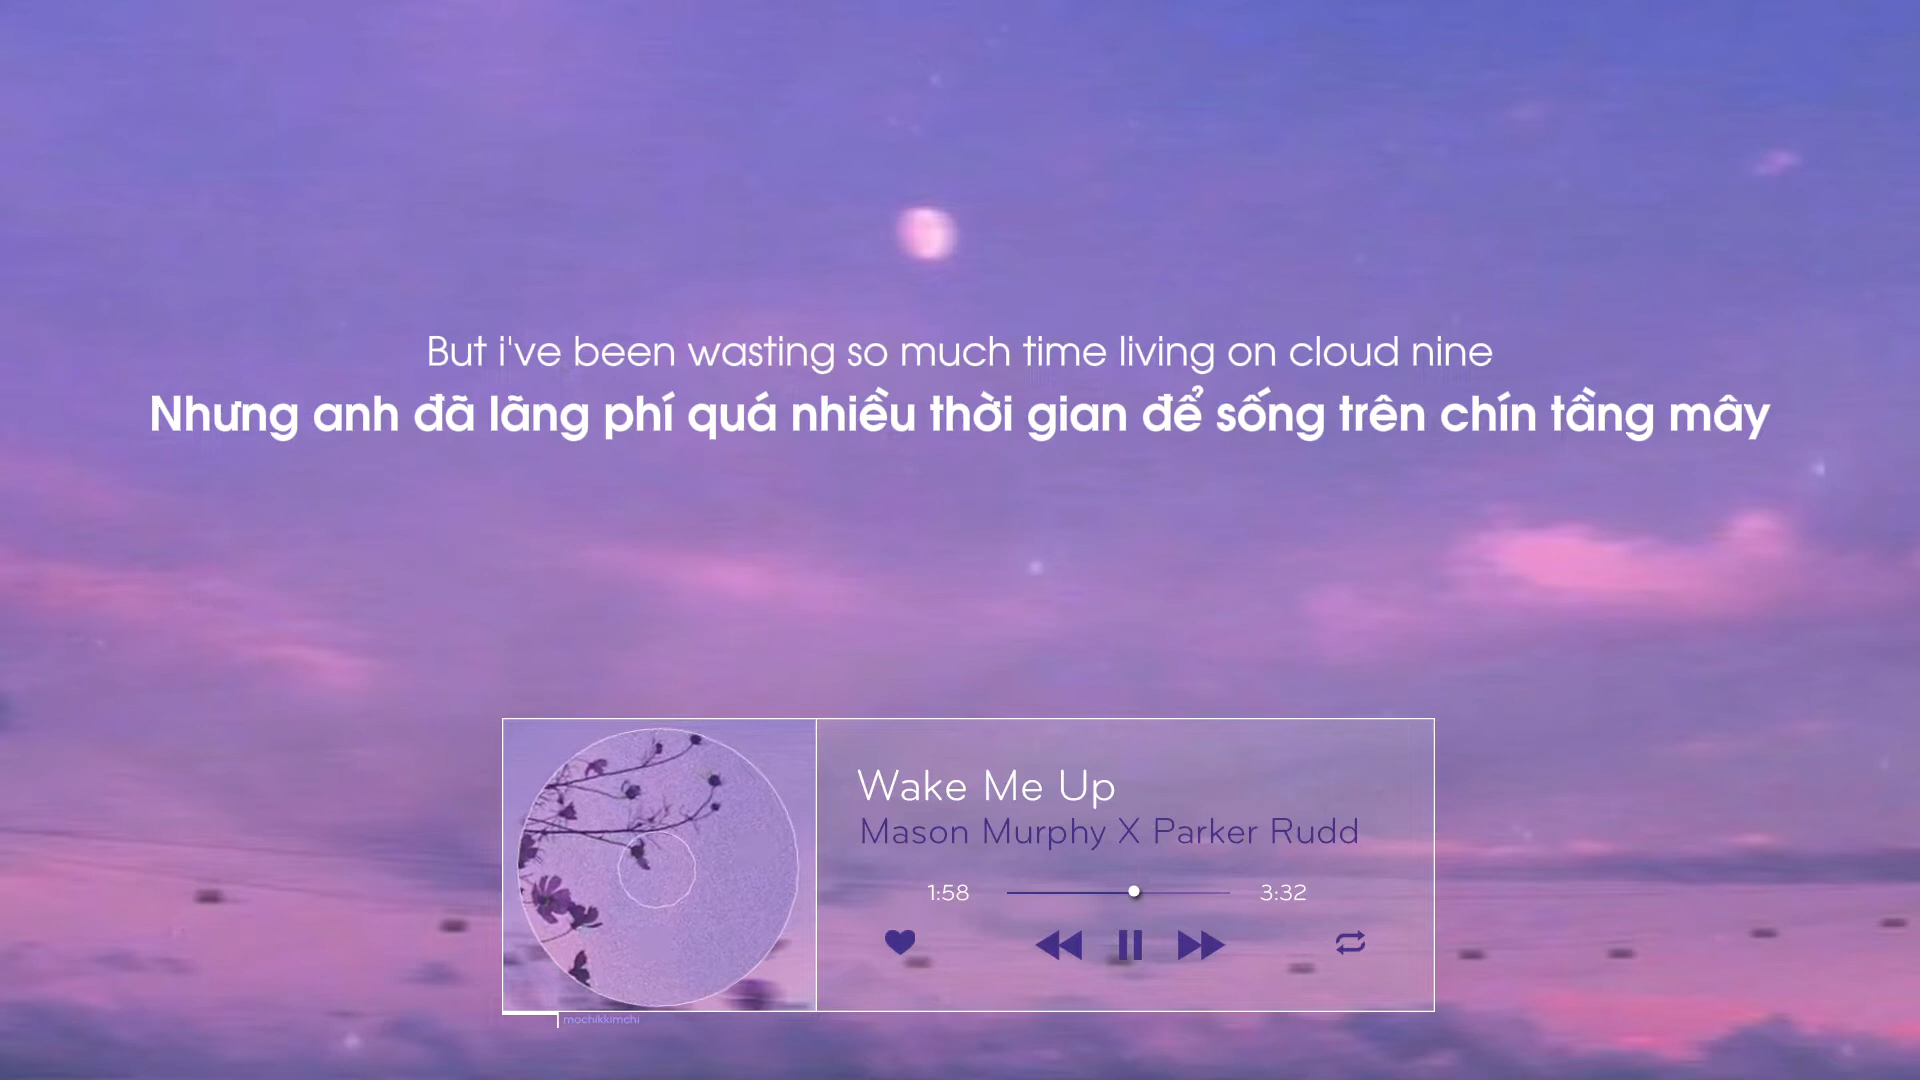 But i've been wasting so much time living on cloud nine
Nhưng anh đã lãng phí quá nhiều thời gian để sống trên chín tầng mây
Wake Me Up
Mason Murphy X Parker Rudd
1:58 3:32
mochikkimchi